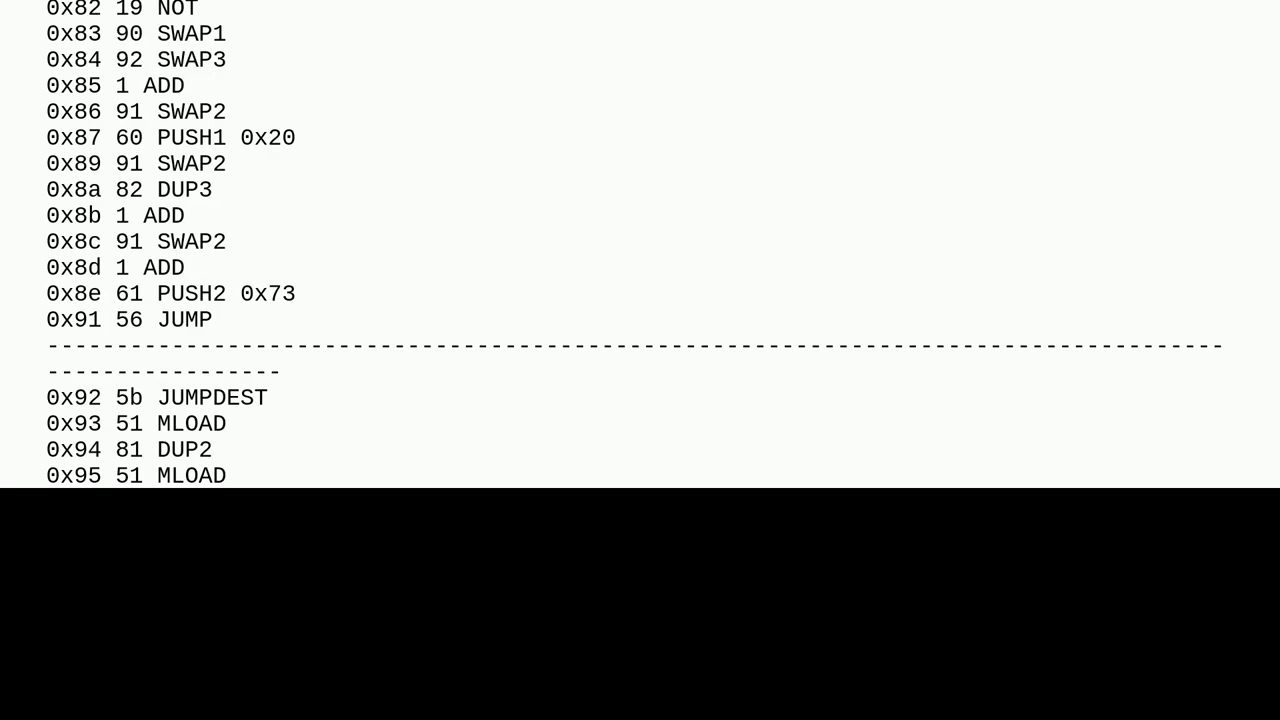 0x82 19 NOT
0x83 90 SWAP1
0x84 92 SWAP3
0x85 1 ADD
0x86 91 SWAP2
0x87 60 PUSH1 0x20
0x89 91 SWAP2
0x8a 82 DUP3
0x8b 1 ADD
0x8c 91 SWAP2
0x8d 1 ADD
0x8e 61 PUSH2 0x73
0x91 56 JUMP
-------------------------------------------------------------------------------------
-----------------
0x92 5b JUMPDEST
0x93 51 MLOAD
0x94 81 DUP2
0x95 51 MLOAD